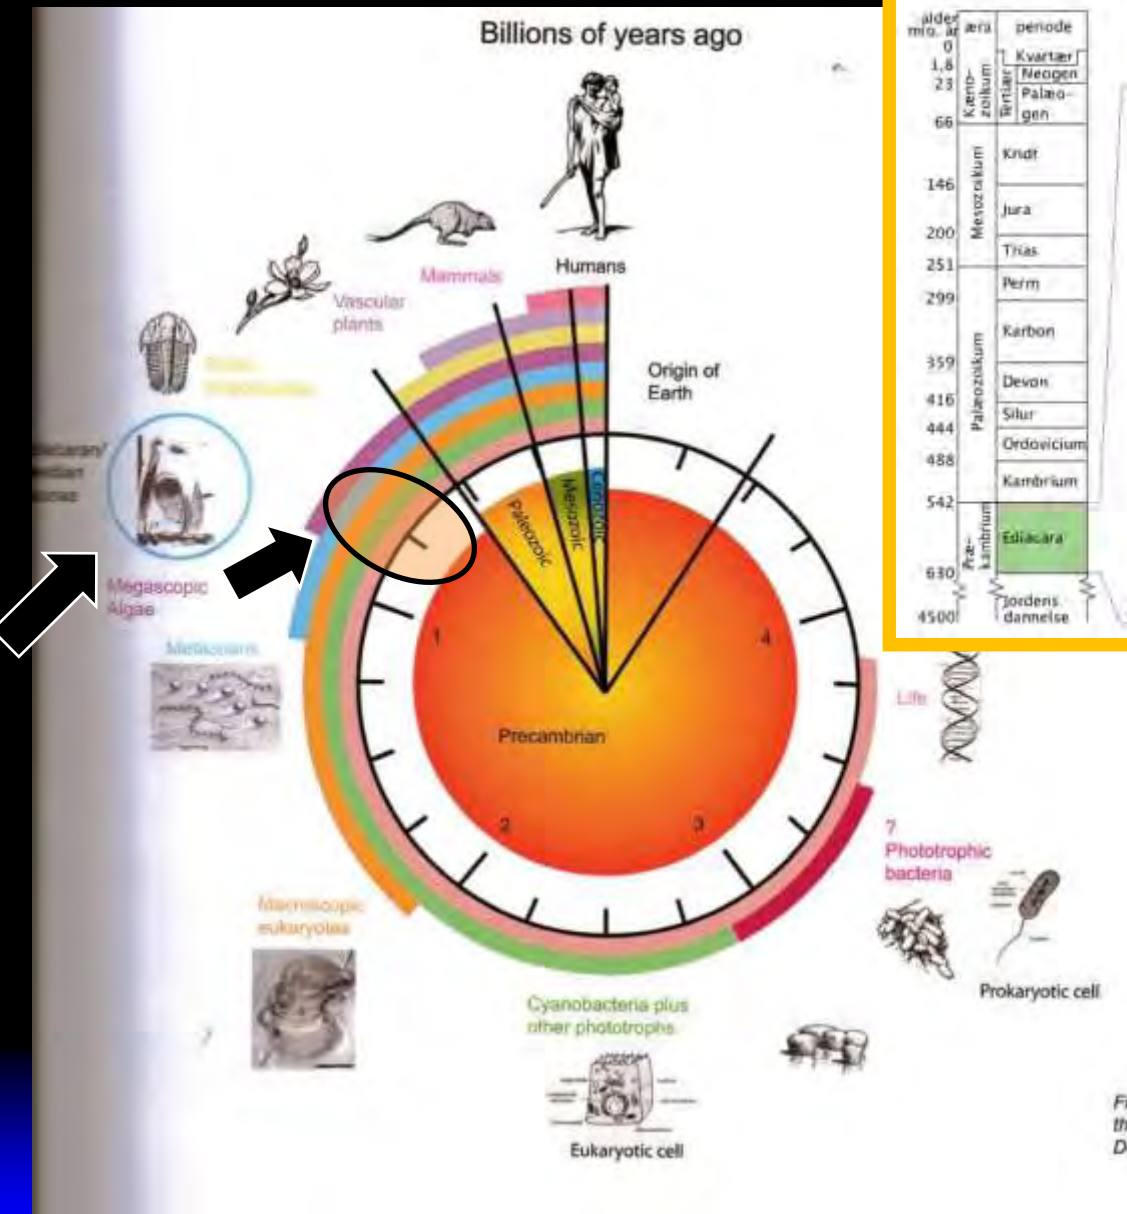 Billions of years ago
Humans
Mammals
Vascular
plants
Origin of
Earth
Megascopic
Algae
Metazoans
Paleozoic
Mesozoic
Cenozoic
Precambrian
1
2
3
4
Life
?
Phototrophic
bacteria
Prokaryotic cell
Macroscopic
eukaryotes
Cyanobacteria plus
other phototrophs
Eukaryotic cell
?
alder
mio. år
æra
periode
0
1,8
23
66
146
200
251
299
359
416
444
488
542
630
4500
Kæno-
zoikum
Mesozoikum
Palæozoikum
Præ-
kambrium
Tertiær
Kvartær
Neogen
Palæo-
gen
Kridt
Jura
Trias
Perm
Karbon
Devon
Silur
Ordovicium
Kambrium
Ediacara
Jordens
dannelse